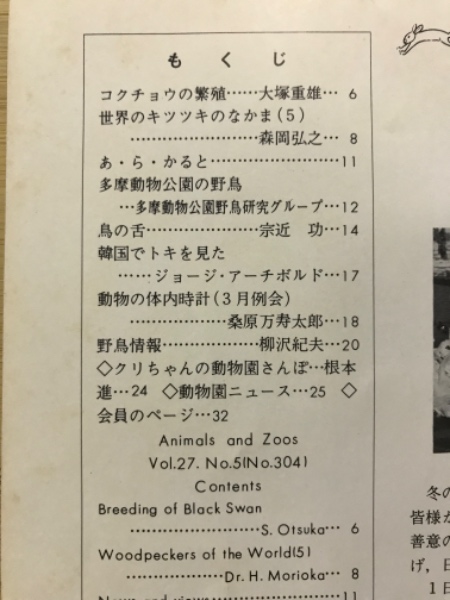 もくじ
コクチョウの繁殖……大塚重雄… 6
世界のキツツキのなかま(5)
……………………森岡弘之… 8
あ・ら・かると……………………11
多摩動物公園の野鳥
…多摩動物公園野鳥研究グループ…12
鳥の舌…………………宗近　功…14
韓国でトキを見た
……ジョージ・アーチボルド…17
動物の体内時計(3月例会)
………………桑原万寿太郎…18
野鳥情報………………柳沢紀夫…20
◇クリちゃんの動物園さんぽ…根本
進…24　◇動物園ニュース…25　◇
会員のページ…32
Animals and Zoos
Vol.27. No.5(No.304)
Contents
Breeding of Black Swan
……………………S. Otsuka… 6
Woodpeckers of the World(5)
………………Dr. H. Morioka… 8
News and views………………11
冬の
皆様が
善意の
げ，日
1日